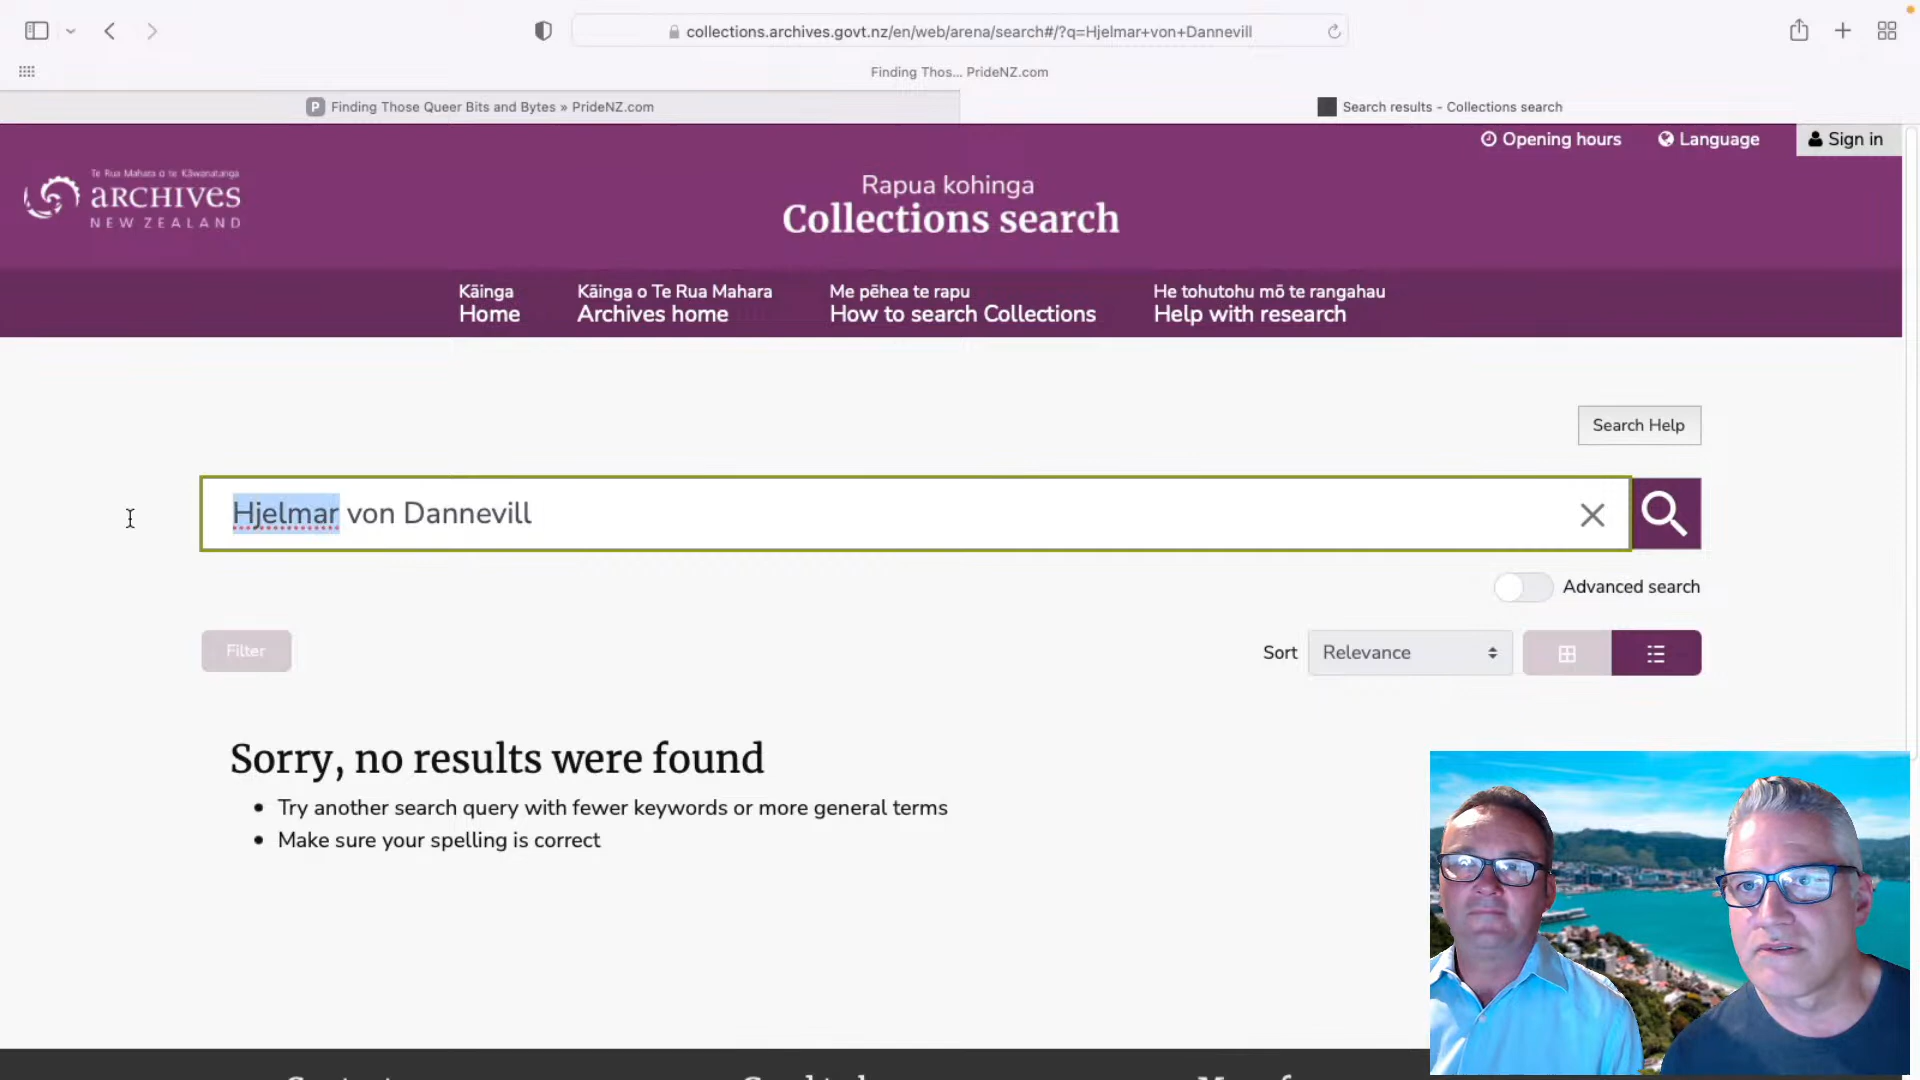 collections.archives.govt.nz/en/web/arena/search#/?q=Hjelmar+von+Dannevill
Finding Thos... PrideNZ.com
P Finding Those Queer Bits and Bytes » PrideNZ.com
Search results - Collections search
Opening hours
Language
Sign in
Te Rua Mahara o te Kāwanatanga
ARCHIVES
NEW ZEALAND
Rapua kohinga
Collections search
Kāinga
Home
Kāinga o Te Rua Mahara
Archives home
Me pēhea te rapu
How to search Collections
He tohutohu mō te rangahau
Help with research
Search Help
Hjelmar von Dannevill
Advanced search
Filter
Sort
Relevance
Sorry, no results were found
• Try another search query with fewer keywords or more general terms
• Make sure your spelling is correct